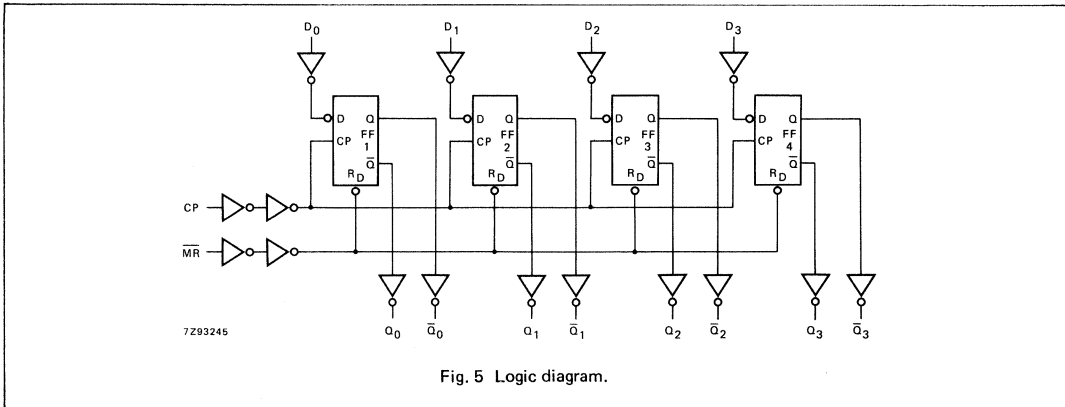 D0 D1 D2 D3
D Q D Q D Q D Q
CP FF 1 CP FF 2 CP FF 3 CP FF 4
Q̅ Q̅ Q̅ Q̅
RD RD RD RD
CP
M̅R̅
7Z93245
Q0 Q̅0 Q1 Q̅1 Q2 Q̅2 Q3 Q̅3
Fig. 5 Logic diagram.